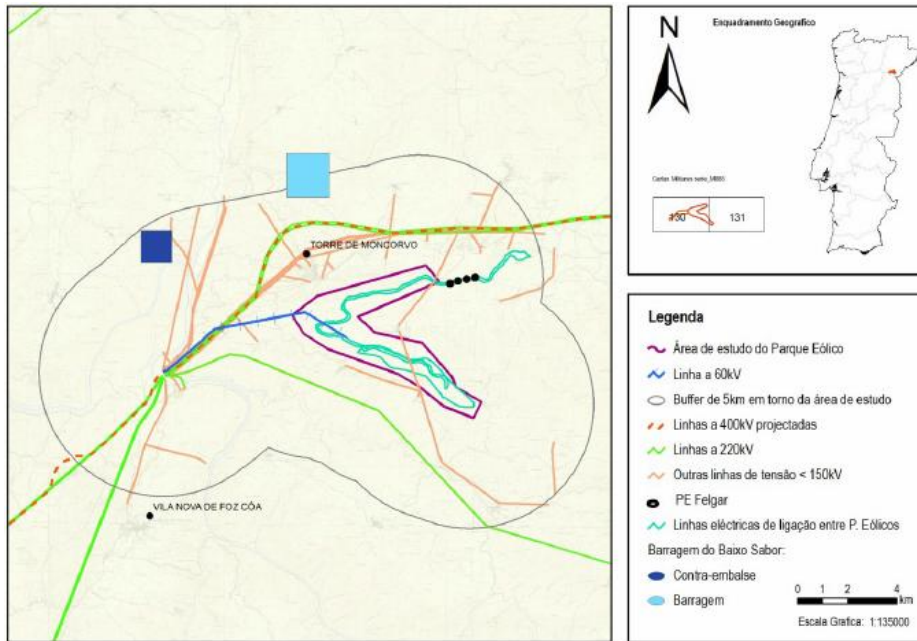 TORRE DE MONCORVO
VILA NOVA DE FOZ CÔA
Enquadramento Geografico
N
Cartas Militares serie_M888
130
131
Legenda
Área de estudo do Parque Eólico
Linha a 60kV
Buffer de 5km em torno da área de estudo
Linhas a 400kV projectadas
Linhas a 220kV
Outras linhas de tensão < 150kV
PE Felgar
Linhas eléctricas de ligação entre P. Eólicos
Barragem do Baixo Sabor:
Contra-embalse
Barragem
0 1 2 4
km
Escala Grafica: 1:135000